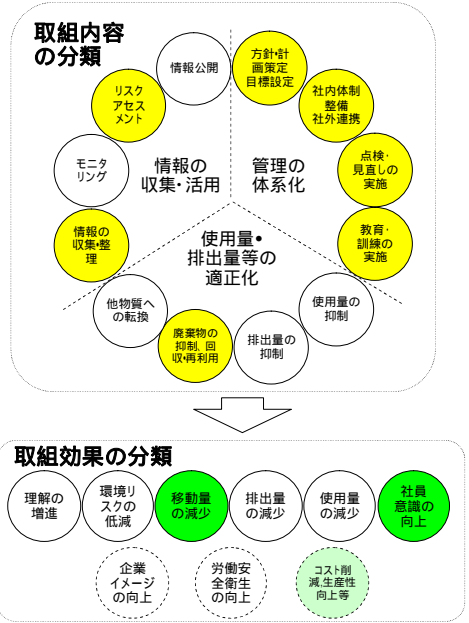 取組内容
の分類
情報公開
方針・計
画策定
目標設定
リスク
アセス
メント
社内体制
整備
社外連携
モニタ
リング
情報の
収集・活用
管理の
体系化
点検・
見直しの
実施
情報の
収集・整
理
使用量・
排出量等の
適正化
教育・
訓練の
実施
他物質へ
の転換
廃棄物の
抑制、回
収・再利用
排出量の
抑制
使用量の
抑制
取組効果の分類
理解の
増進
環境リ
スクの
低減
移動量
の減少
排出量
の減少
使用量
の減少
社員
意識の
向上
企業
イメージ
の向上
労働安
全衛生
の向上
コスト削
減,生産性
向上等